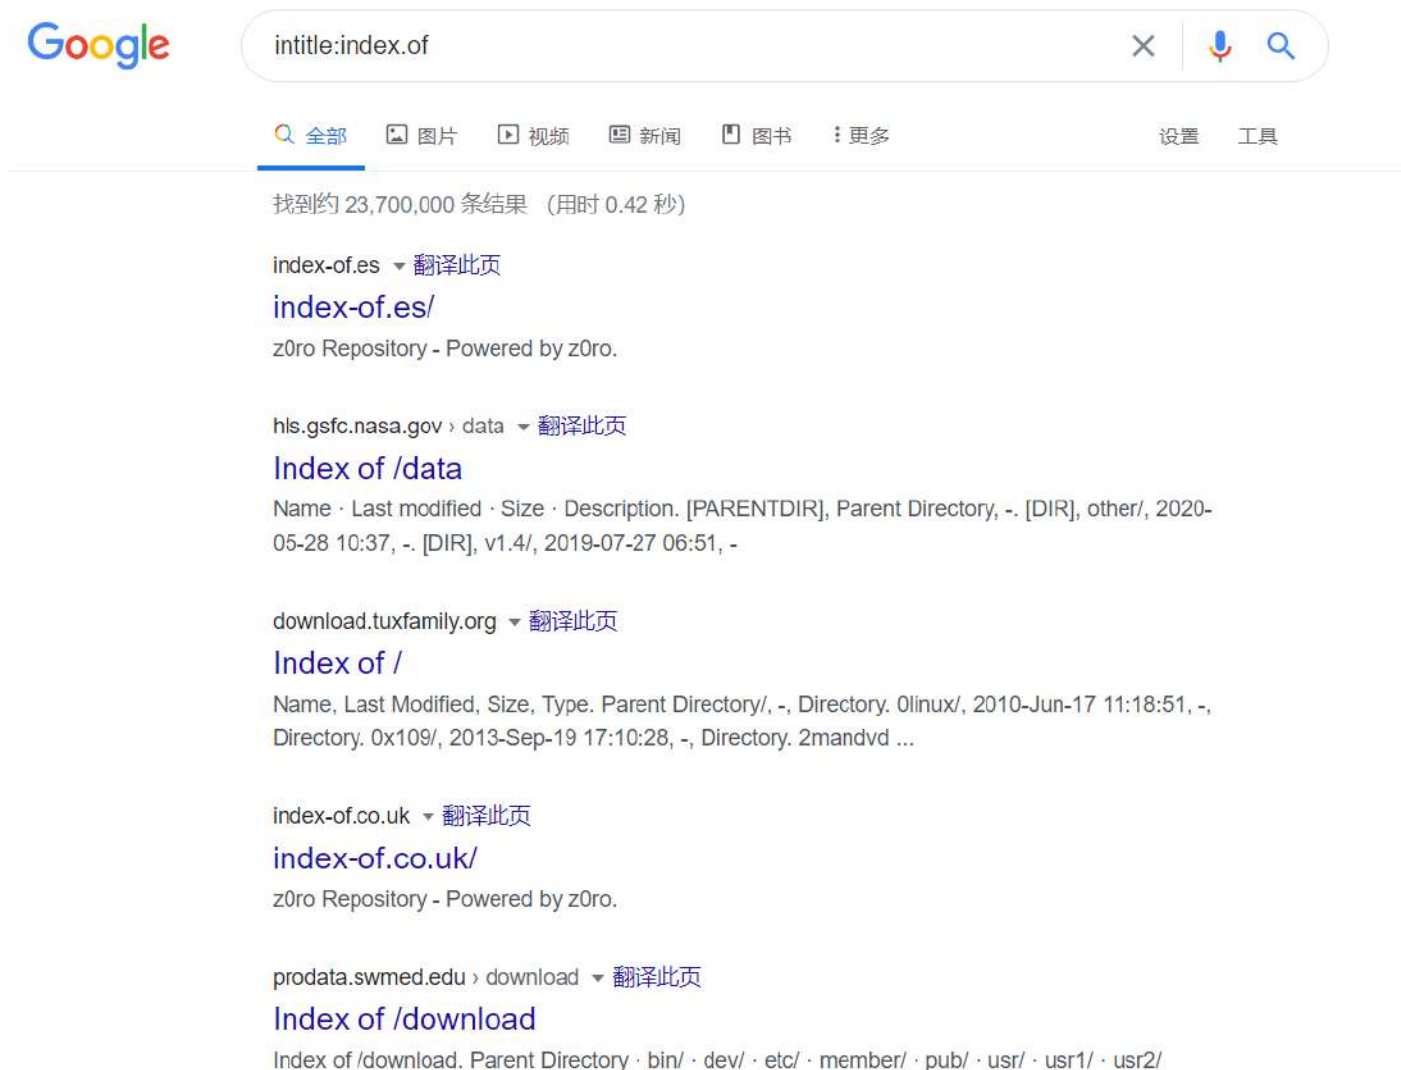 Google
intitle:index.of
全部 图片 视频 新闻 图书 更多 设置 工具
找到约 23,700,000 条结果 （用时 0.42 秒）
index-of.es 翻译此页
index-of.es/
z0ro Repository - Powered by z0ro.
hls.gsfc.nasa.gov › data 翻译此页
Index of /data
Name · Last modified · Size · Description. [PARENTDIR], Parent Directory, -. [DIR], other/, 2020-
05-28 10:37, -. [DIR], v1.4/, 2019-07-27 06:51, -
download.tuxfamily.org 翻译此页
Index of /
Name, Last Modified, Size, Type. Parent Directory/, -, Directory. 0linux/, 2010-Jun-17 11:18:51, -,
Directory. 0x109/, 2013-Sep-19 17:10:28, -, Directory. 2mandvd ...
index-of.co.uk 翻译此页
index-of.co.uk/
z0ro Repository - Powered by z0ro.
prodata.swmed.edu › download 翻译此页
Index of /download
Index of /download. Parent Directory · bin/ · dev/ · etc/ · member/ · pub/ · usr/ · usr1/ · usr2/